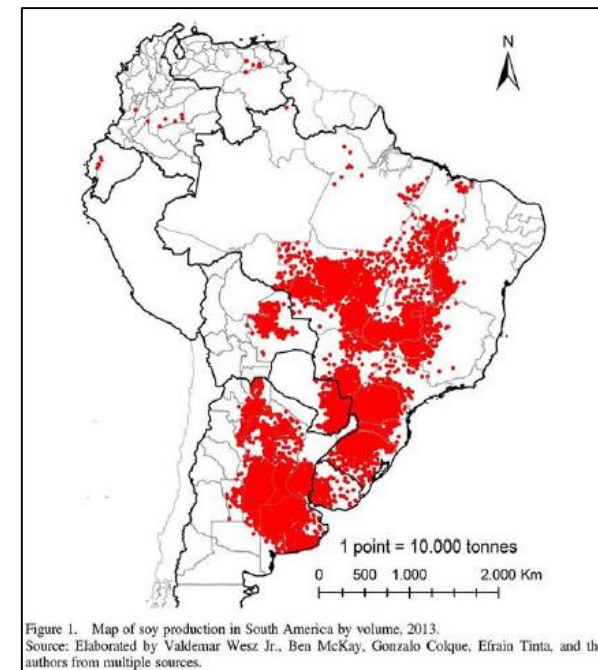 N
1 point = 10.000 tonnes
0 500 1.000 2.000 Km
Figure 1. Map of soy production in South America by volume, 2013.
Source: Elaborated by Valdemar Wesz Jr., Ben McKay, Gonzalo Colque, Efrain Tinta, and the
authors from multiple sources.